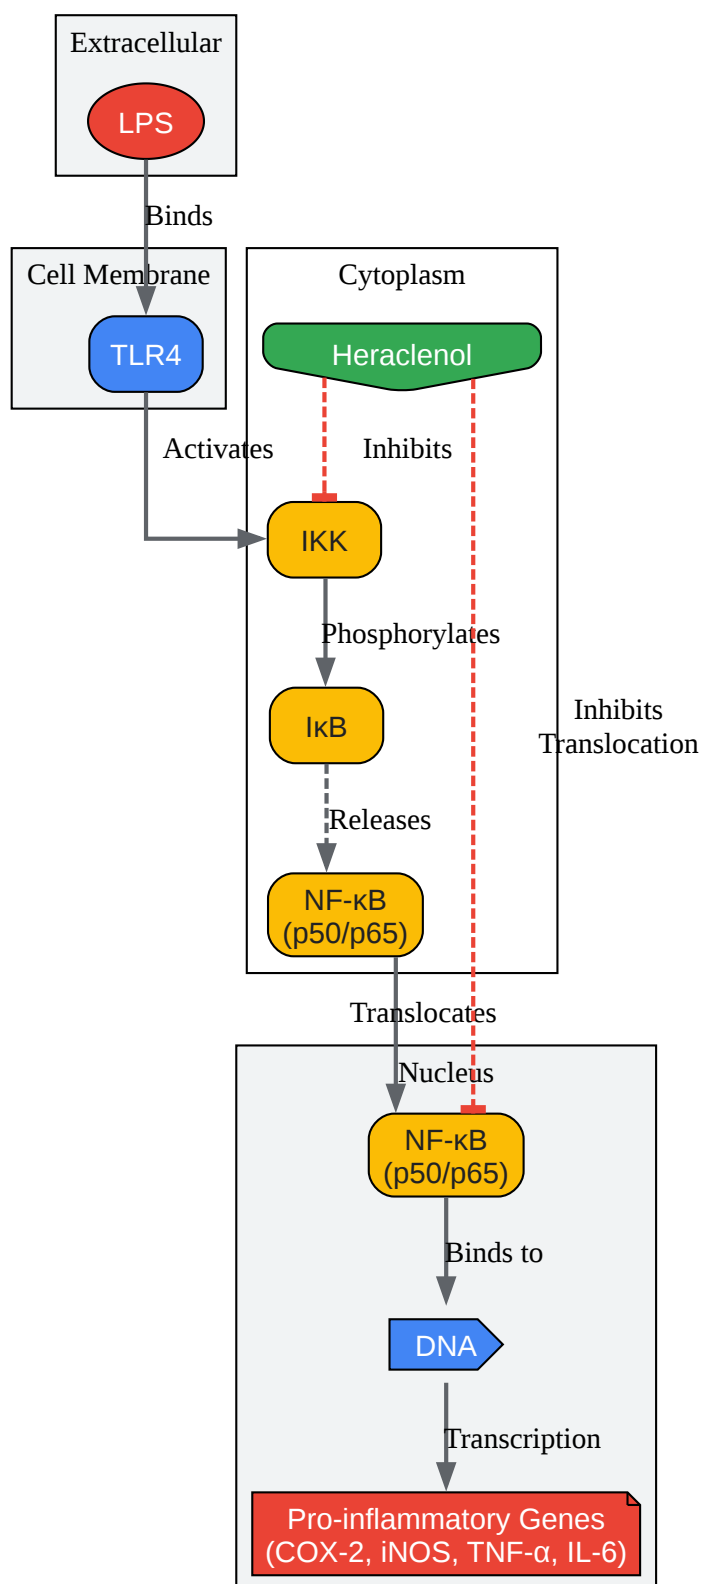 Extracellular
LPS
Binds
Cell Membrane
Cytoplasm
TLR4
Heraclenol
Activates
Inhibits
IKK
Phosphorylates
IκB
Inhibits
Translocation
Releases
NF-κB
(p50/p65)
Translocates
Nucleus
NF-κB
(p50/p65)
Binds to
DNA
Transcription
Pro-inflammatory Genes
(COX-2, iNOS, TNF-α, IL-6)